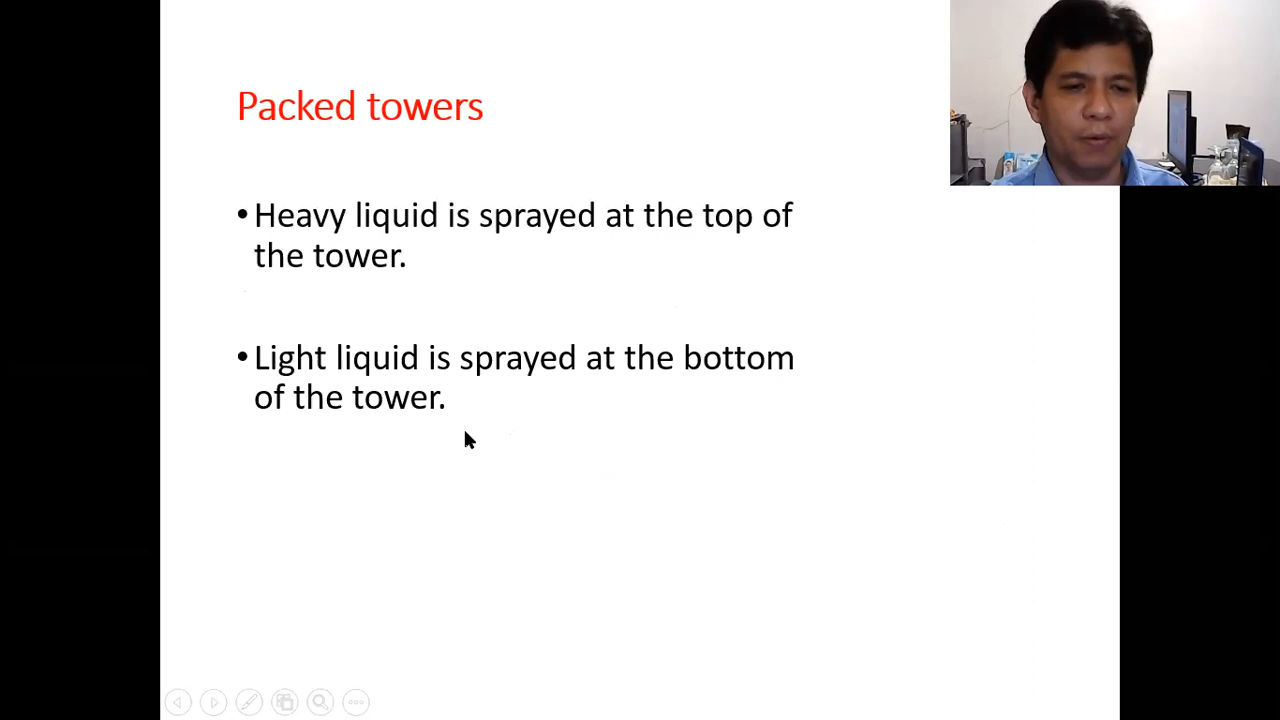 Packed towers
•Heavy liquid is sprayed at the top of
the tower.
•Light liquid is sprayed at the bottom
of the tower.